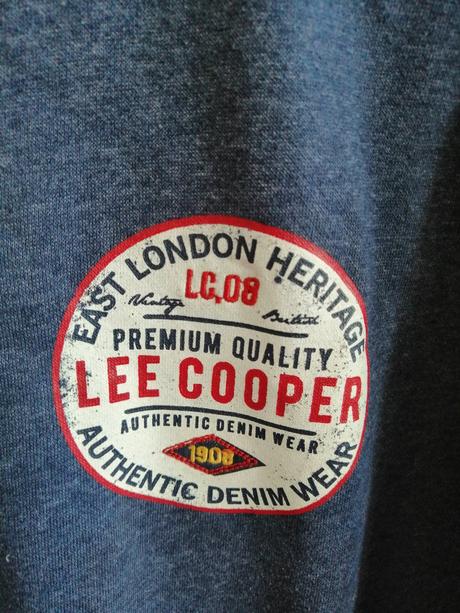 EAST LONDON HERITAGE
LC,08
Vintage British
PREMIUM QUALITY
LEE COOPER
AUTHENTIC DENIM WEAR
1908
AUTHENTIC DENIM WEAR